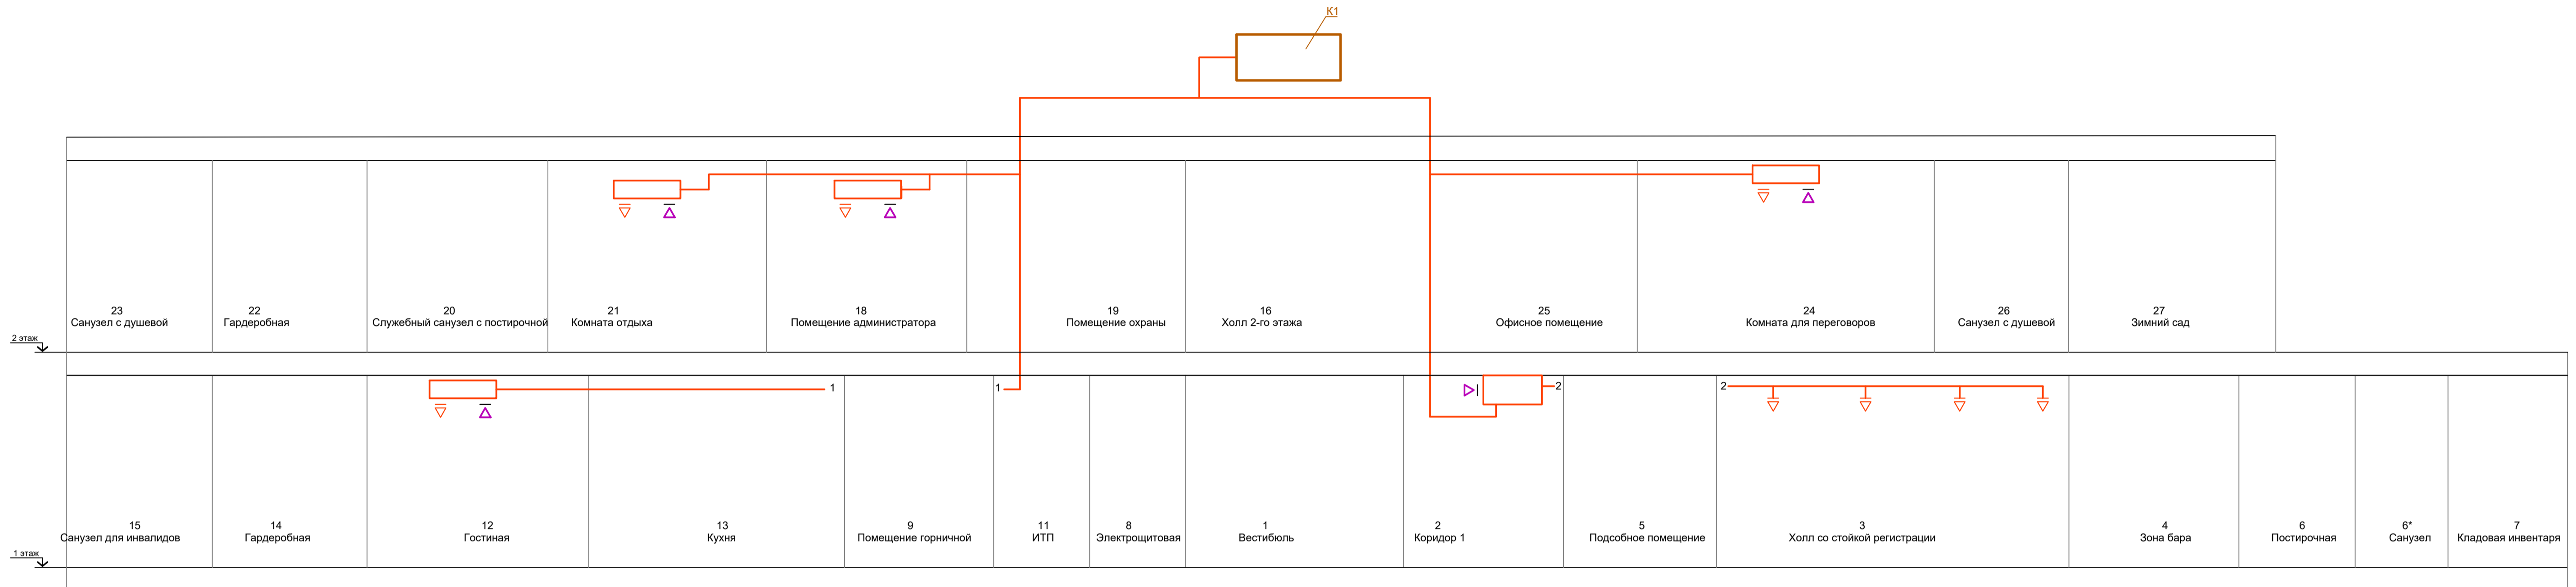 К1
23
Санузел с душевой
22
Гардеробная
20
Служебный санузел с постирочной
21
Комната отдыха
18
Помещение администратора
19
Помещение охраны
16
Холл 2-го этажа
25
Офисное помещение
24
Комната для переговоров
26
Санузел с душевой
27
Зимний сад
2 этаж
1
1
2
2
15
Санузел для инвалидов
14
Гардеробная
12
Гостиная
13
Кухня
9
Помещение горничной
11
ИТП
8
Электрощитовая
1
Вестибюль
2
Коридор 1
5
Подсобное помещение
3
Холл со стойкой регистрации
4
Зона бара
6
Постирочная
6*
Санузел
7
Кладовая инвентаря
1 этаж